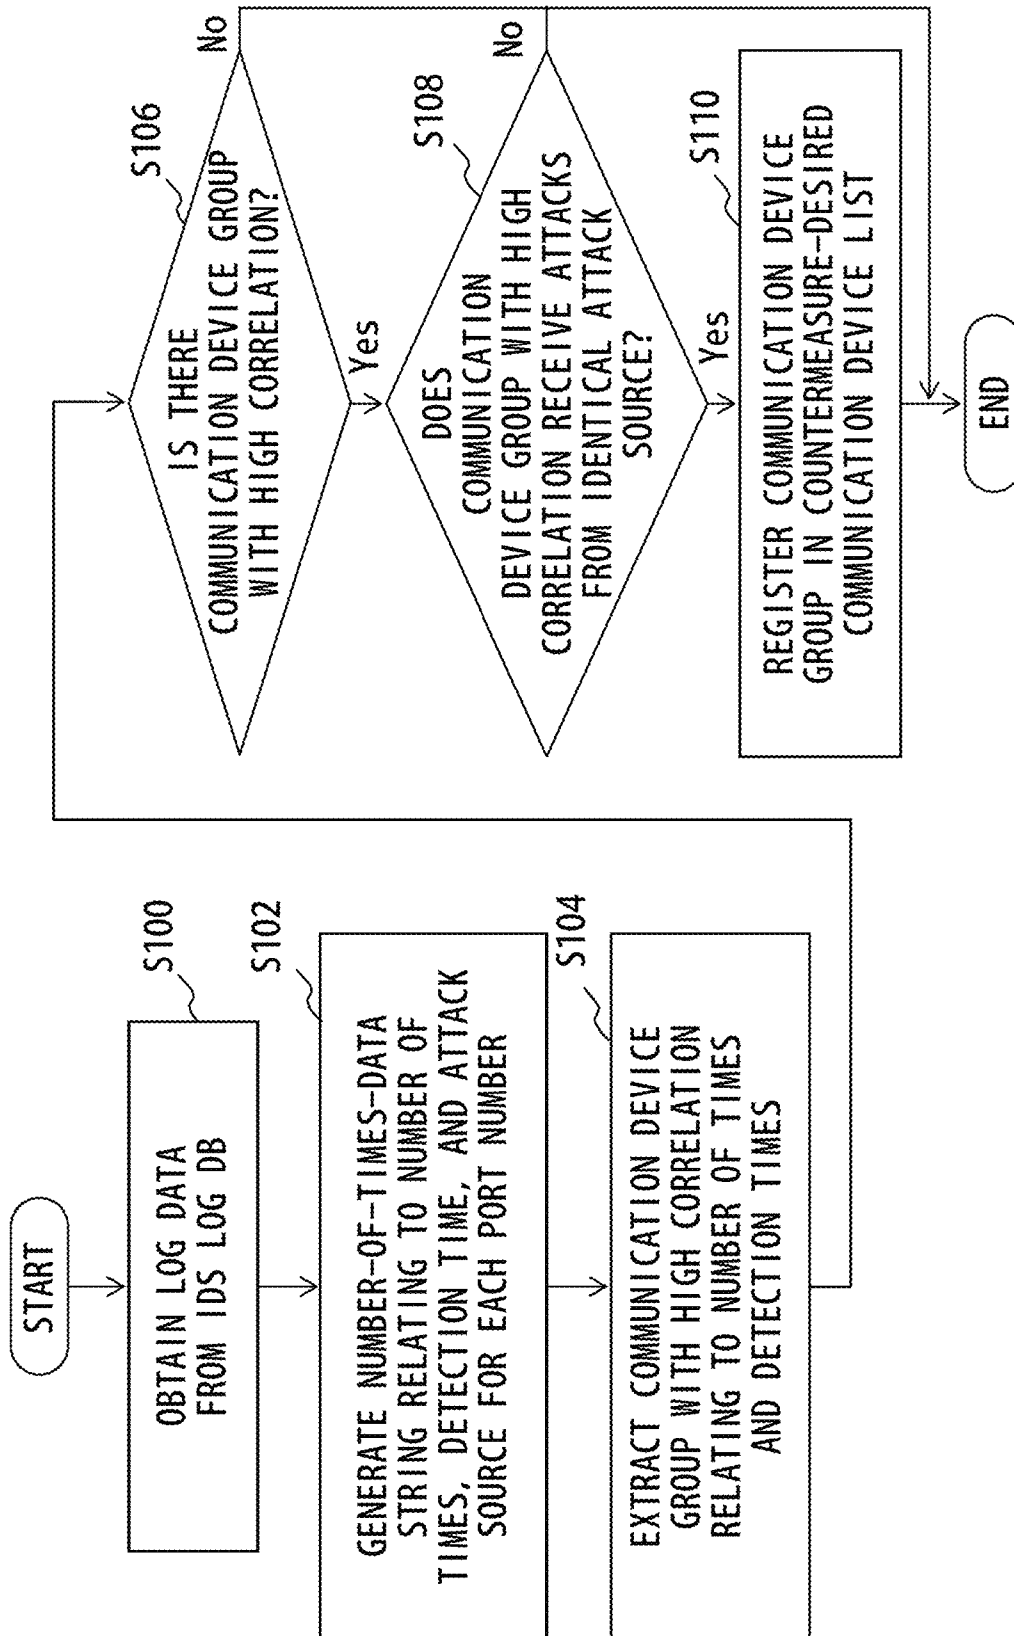 START
S100
OBTAIN LOG DATA
FROM IDS LOG DB
S102
GENERATE NUMBER-OF-TIMES-DATA
STRING RELATING TO NUMBER OF
TIMES, DETECTION TIME, AND ATTACK
SOURCE FOR EACH PORT NUMBER
S104
EXTRACT COMMUNICATION DEVICE
GROUP WITH HIGH CORRELATION
RELATING TO NUMBER OF TIMES
AND DETECTION TIMES
S106
IS THERE
COMMUNICATION DEVICE GROUP
WITH HIGH CORRELATION?
No
Yes
S108
DOES
COMMUNICATION
DEVICE GROUP WITH HIGH
CORRELATION RECEIVE ATTACKS
FROM IDENTICAL ATTACK
SOURCE?
No
Yes
S110
REGISTER COMMUNICATION DEVICE
GROUP IN COUNTERMEASURE-DESIRED
COMMUNICATION DEVICE LIST
END